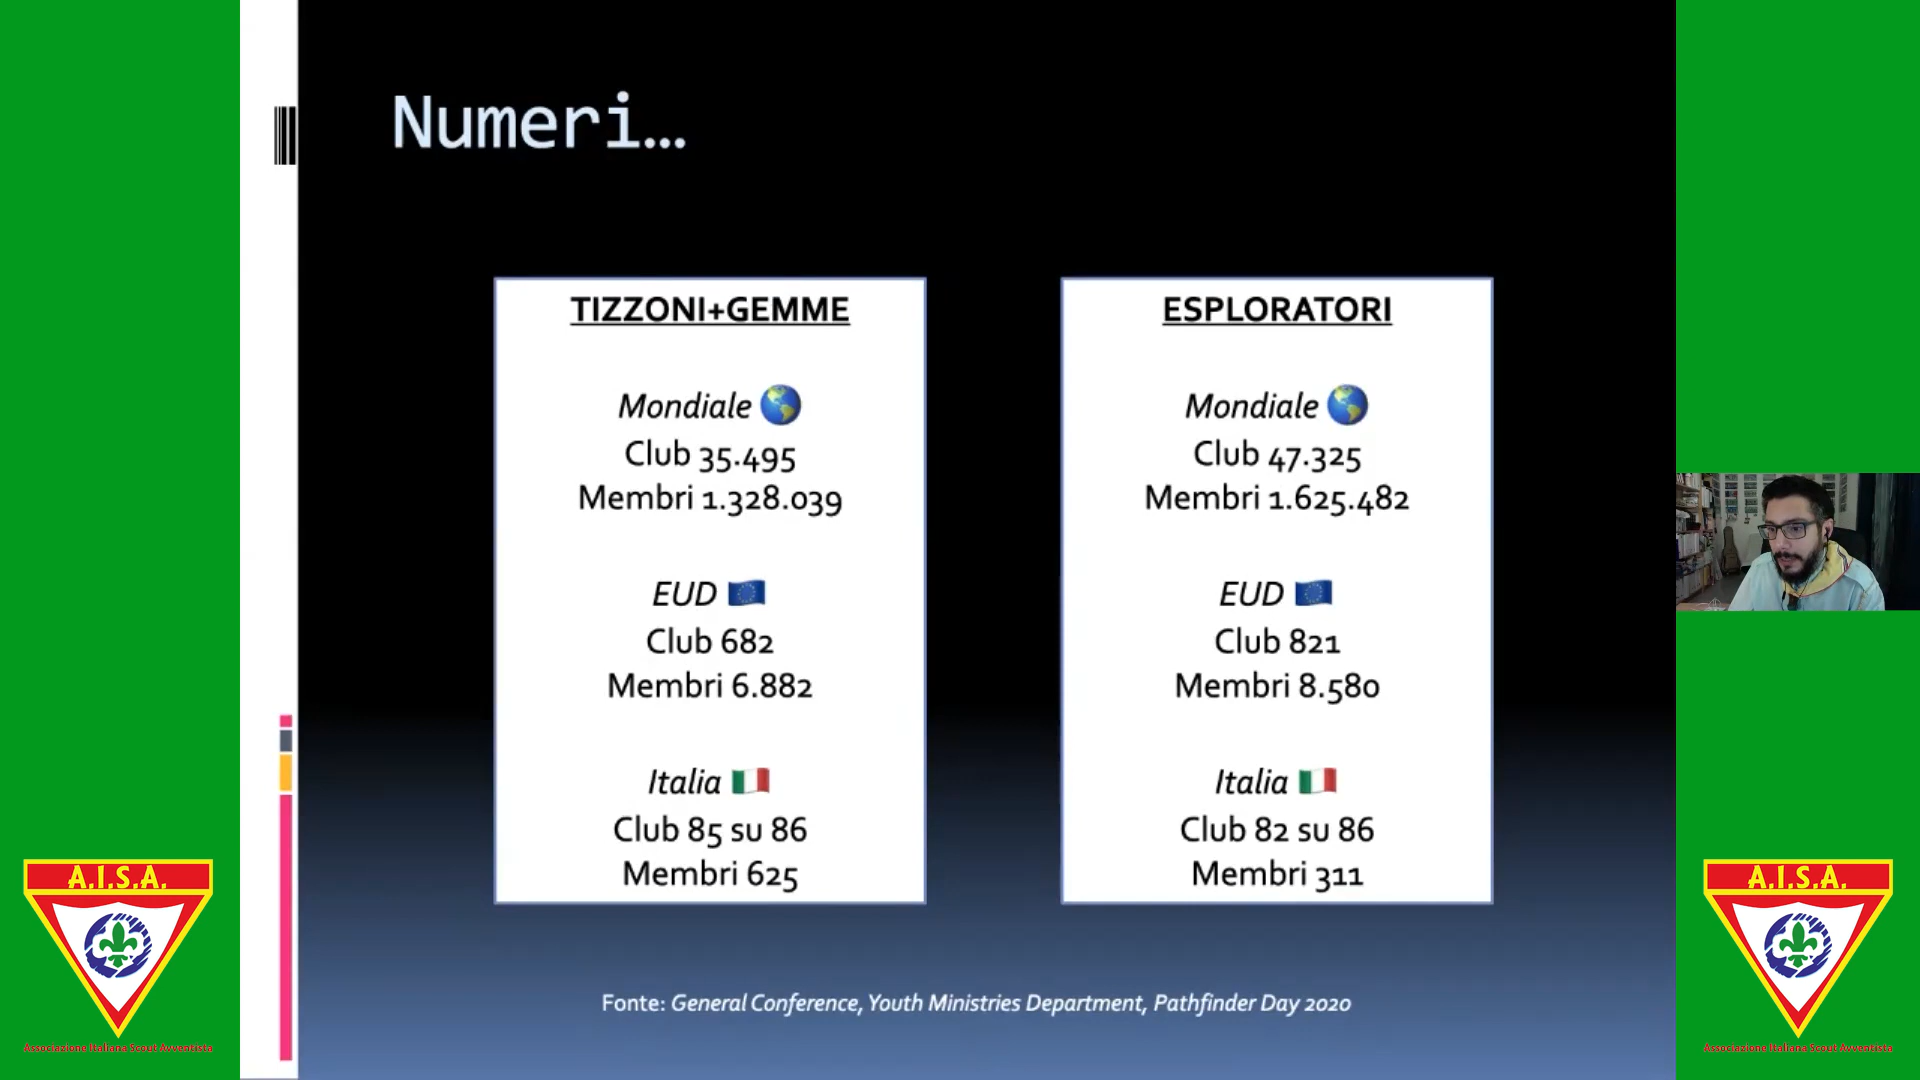 Numeri…
TIZZONI+GEMME
Mondiale
Club 35.495
Membri 1.328.039
EUD
Club 682
Membri 6.882
Italia
Club 85 su 86
Membri 625
ESPLORATORI
Mondiale
Club 47.325
Membri 1.625.482
EUD
Club 821
Membri 8.580
Italia
Club 82 su 86
Membri 311
Fonte: General Conference, Youth Ministries Department, Pathfinder Day 2020
A.I.S.A.
Associazione Italiana Scout Avventista
A.I.S.A.
Associazione Italiana Scout Avventista